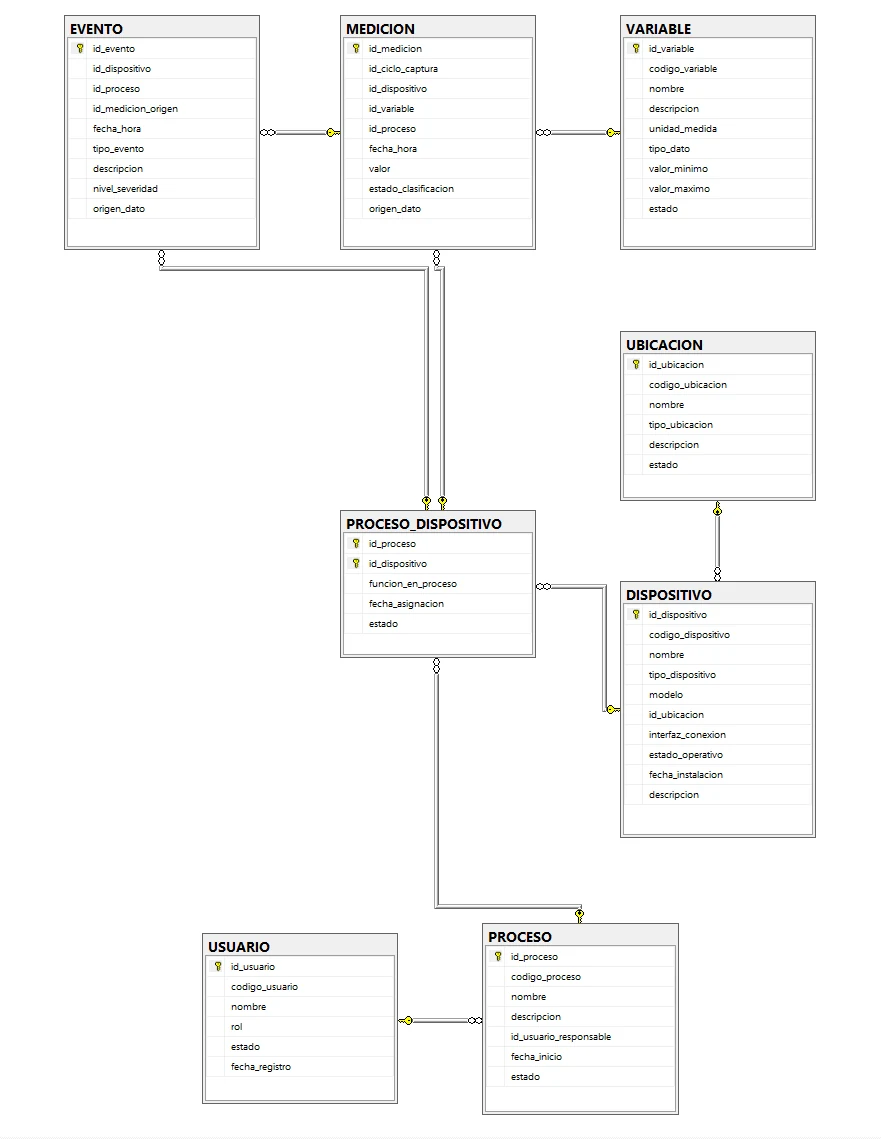 EVENTO
id_evento
id_dispositivo
id_proceso
id_medicion_origen
fecha_hora
tipo_evento
descripcion
nivel_severidad
origen_dato
MEDICION
id_medicion
id_ciclo_captura
id_dispositivo
id_variable
id_proceso
fecha_hora
valor
estado_clasificacion
origen_dato
VARIABLE
id_variable
codigo_variable
nombre
descripcion
unidad_medida
tipo_dato
valor_minimo
valor_maximo
estado
UBICACION
id_ubicacion
codigo_ubicacion
nombre
tipo_ubicacion
descripcion
estado
PROCESO_DISPOSITIVO
id_proceso
id_dispositivo
funcion_en_proceso
fecha_asignacion
estado
DISPOSITIVO
id_dispositivo
codigo_dispositivo
nombre
tipo_dispositivo
modelo
id_ubicacion
interfaz_conexion
estado_operativo
fecha_instalacion
descripcion
USUARIO
id_usuario
codigo_usuario
nombre
rol
estado
fecha_registro
PROCESO
id_proceso
codigo_proceso
nombre
descripcion
id_usuario_responsable
fecha_inicio
estado